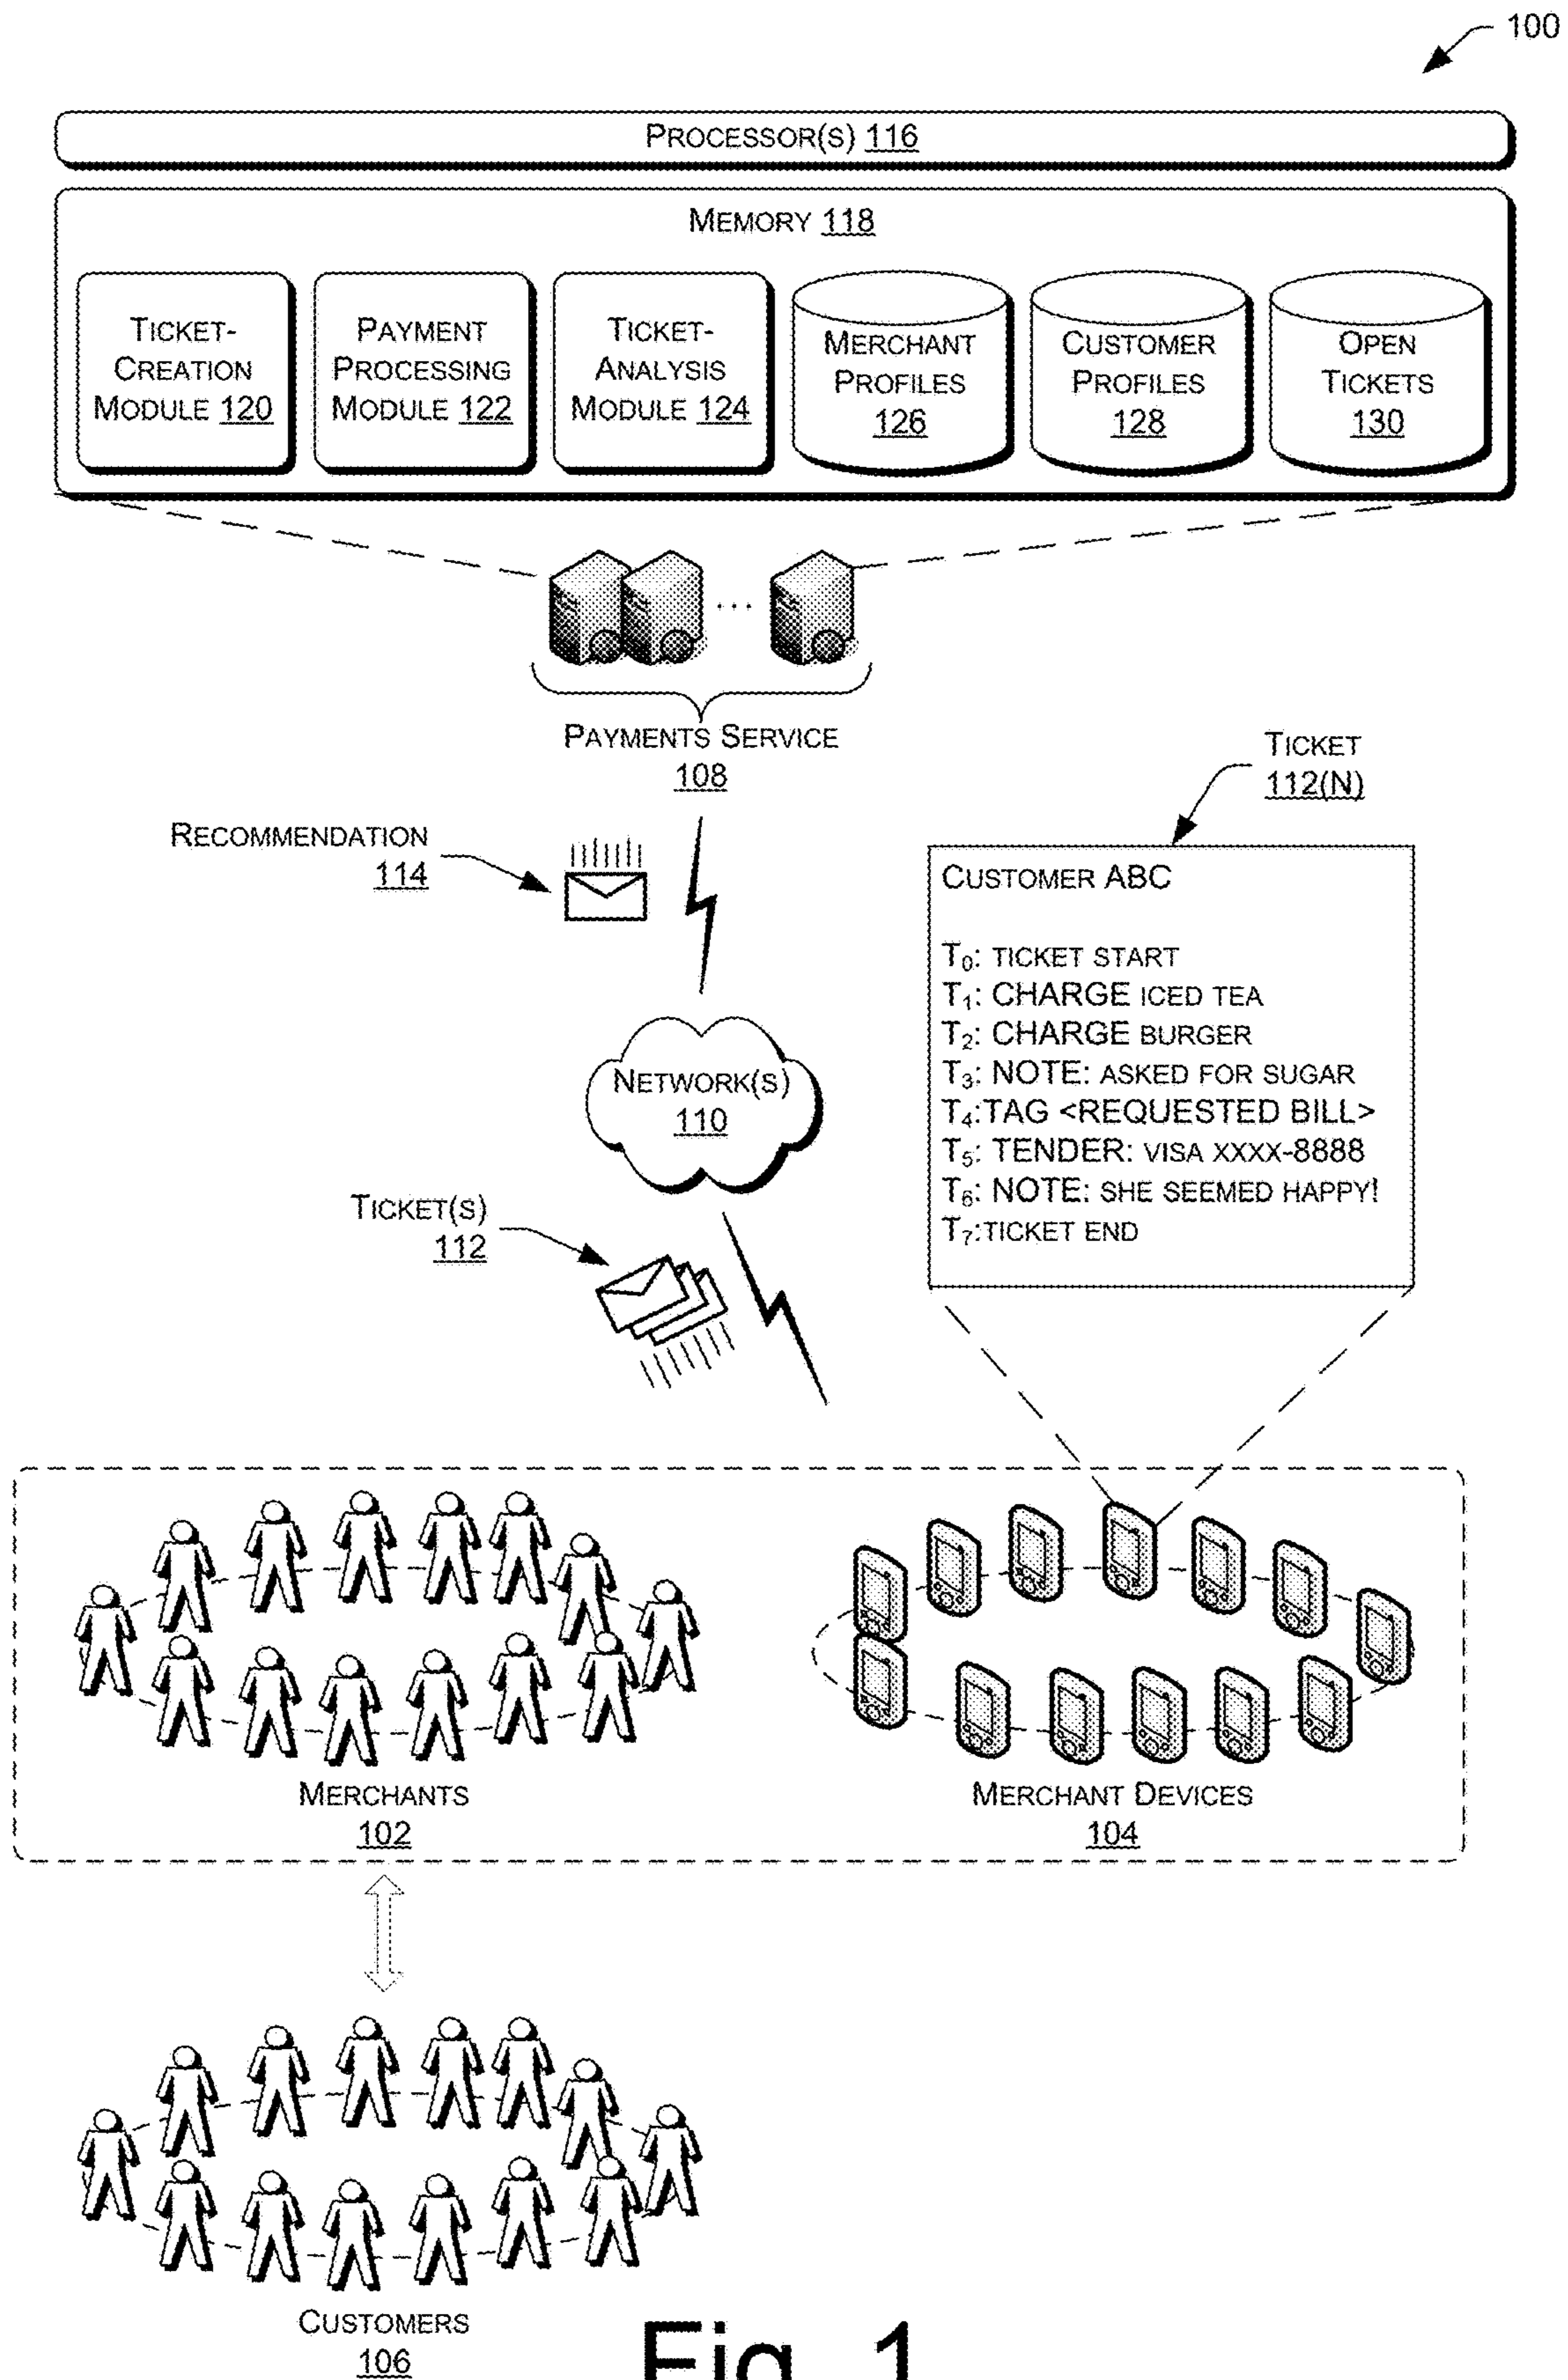 100
PROCESSOR(S) 116
MEMORY 118
TICKET-
CREATION
MODULE 120
PAYMENT
PROCESSING
MODULE 122
TICKET-
ANALYSIS
MODULE 124
MERCHANT
PROFILES
126
CUSTOMER
PROFILES
128
OPEN
TICKETS
130
PAYMENTS SERVICE
108
TICKET
112(N)
RECOMMENDATION
114
CUSTOMER ABC
T0: TICKET START
T1: CHARGE ICED TEA
T2: CHARGE BURGER
T3: NOTE: ASKED FOR SUGAR
T4:TAG <REQUESTED BILL>
T5: TENDER: VISA XXXX-8888
T6: NOTE: SHE SEEMED HAPPY!
T7:TICKET END
NETWORK(S)
110
TICKET(S)
112
MERCHANTS
102
MERCHANT DEVICES
104
CUSTOMERS
106
Fig. 1